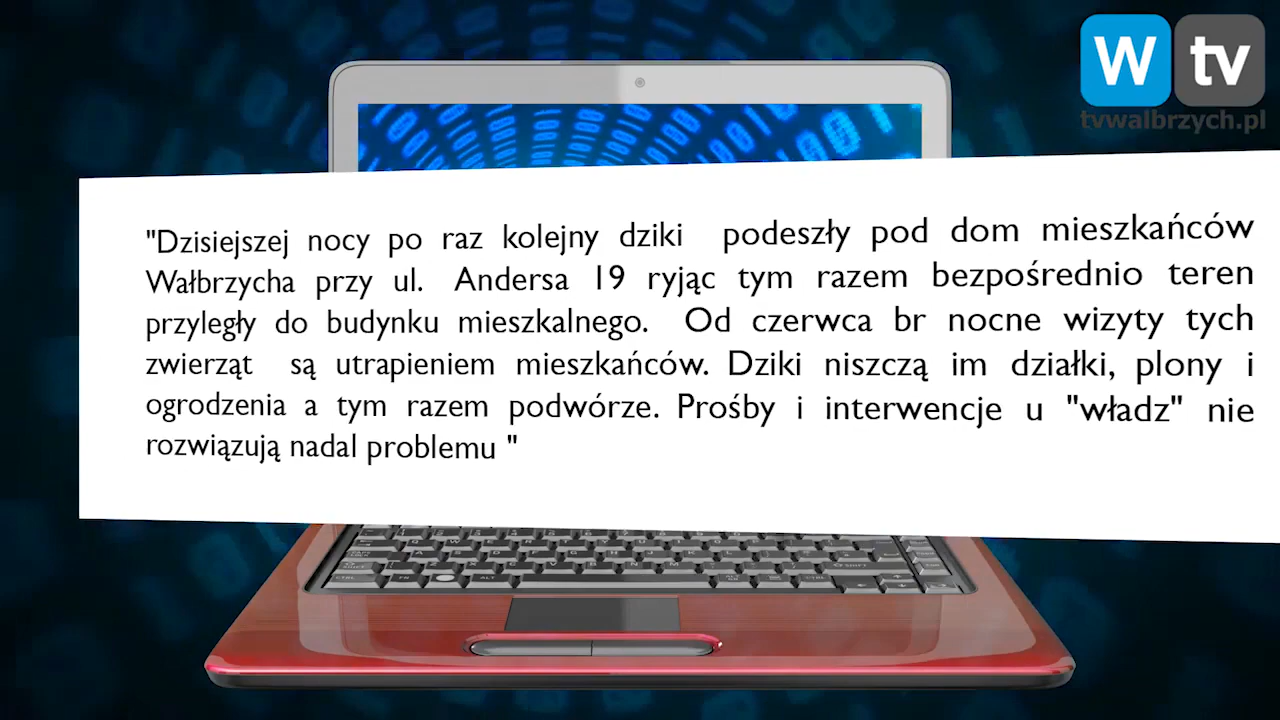 W tv
tvwalbrzych.pl
"Dzisiejszej nocy po raz kolejny dziki podeszły pod dom mieszkańców
Wałbrzycha przy ul. Andersa 19 ryjąc tym razem bezpośrednio teren
przyległy do budynku mieszkalnego. Od czerwca br nocne wizyty tych
zwierząt są utrapieniem mieszkańców. Dziki niszczą im działki, plony i
ogrodzenia a tym razem podwórze. Prośby i interwencje u "władz" nie
rozwiązują nadal problemu "